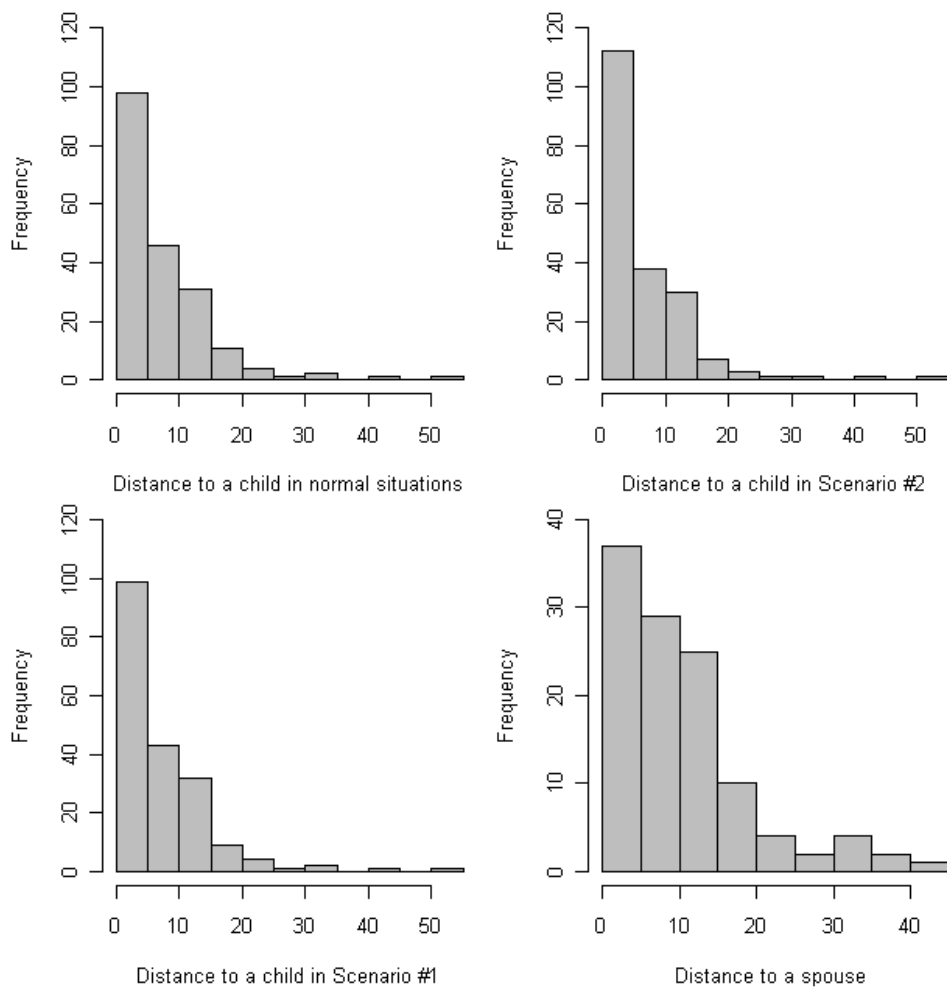 Frequency
0 20 40 60 80 100 120
0 10 20 30 40 50
Distance to a child in normal situations
Frequency
0 20 40 60 80 100 120
0 10 20 30 40 50
Distance to a child in Scenario #2
Frequency
0 20 40 60 80 100 120
0 10 20 30 40 50
Distance to a child in Scenario #1
Frequency
0 10 20 30 40
0 10 20 30 40
Distance to a spouse